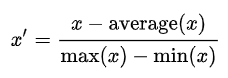 x′ = (x − average(x)) / (max(x) − min(x))